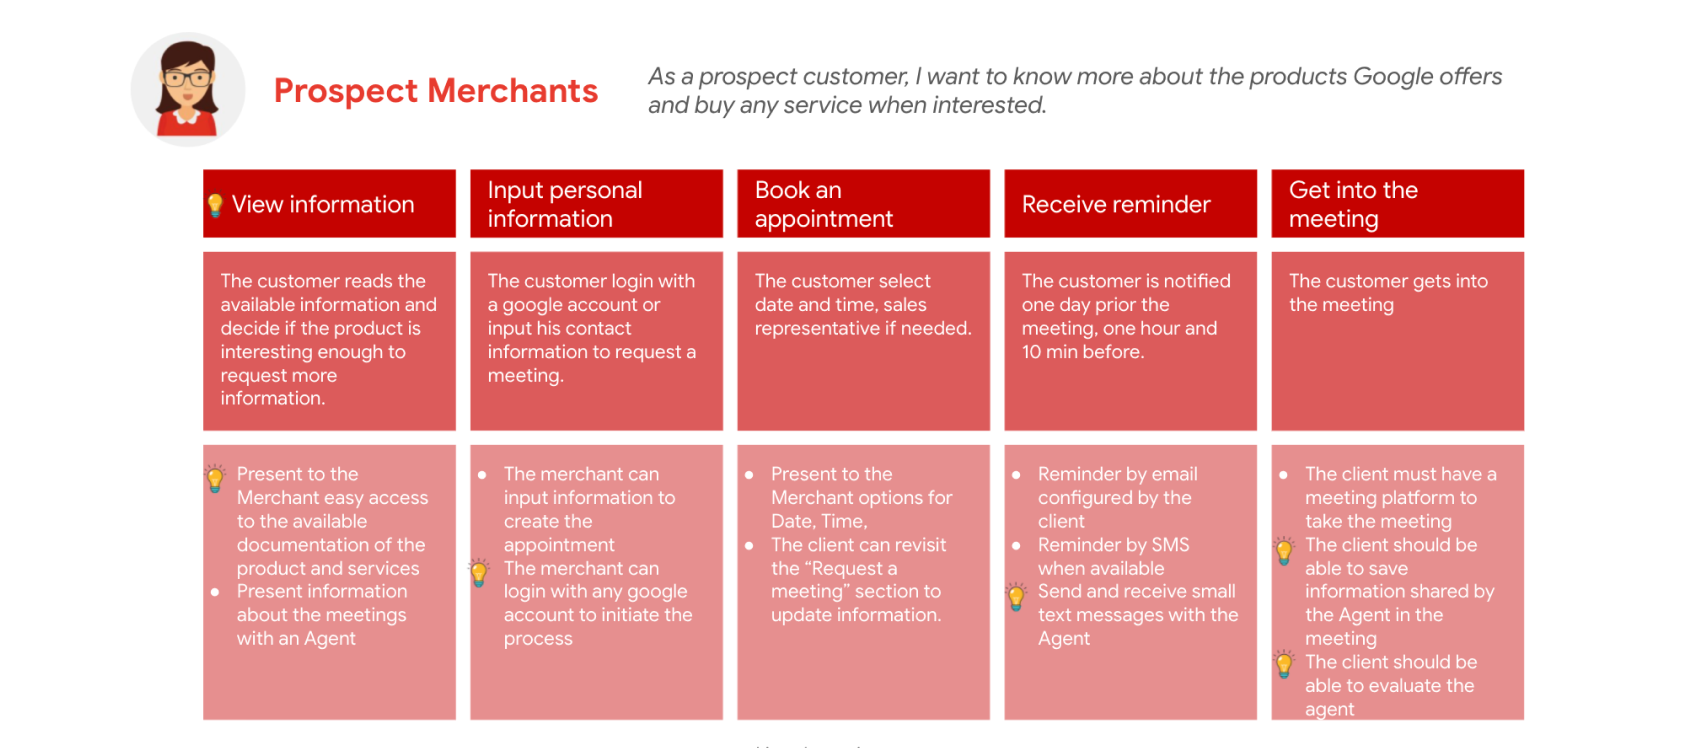 Prospect Merchants
As a prospect customer, I want to know more about the products Google offers
and buy any service when interested.
View information
Input personal
information
Book an
appointment
Receive reminder
Get into the
meeting
The customer reads the
available information and
decide if the product is
interesting enough to
request more
information.
The customer login with
a google account or
input his contact
information to request a
meeting.
The customer select
date and time, sales
representative if needed.
The customer is notified
one day prior the
meeting, one hour and
10 min before.
The customer gets into
the meeting
Present to the
Merchant easy access
to the available
documentation of the
product and services
● Present information
about the meetings
with an Agent
● The merchant can
input information to
create the
appointment
The merchant can
login with any google
account to initiate the
process
● Present to the
Merchant options for
Date, Time,
● The client can revisit
the “Request a
meeting” section to
update information.
● Reminder by email
configured by the
client
● Reminder by SMS
when available
Send and receive small
text messages with the
Agent
● The client must have a
meeting platform to
take the meeting
The client should be
able to save
information shared by
the Agent in the
meeting
The client should be
able to evaluate the
agent